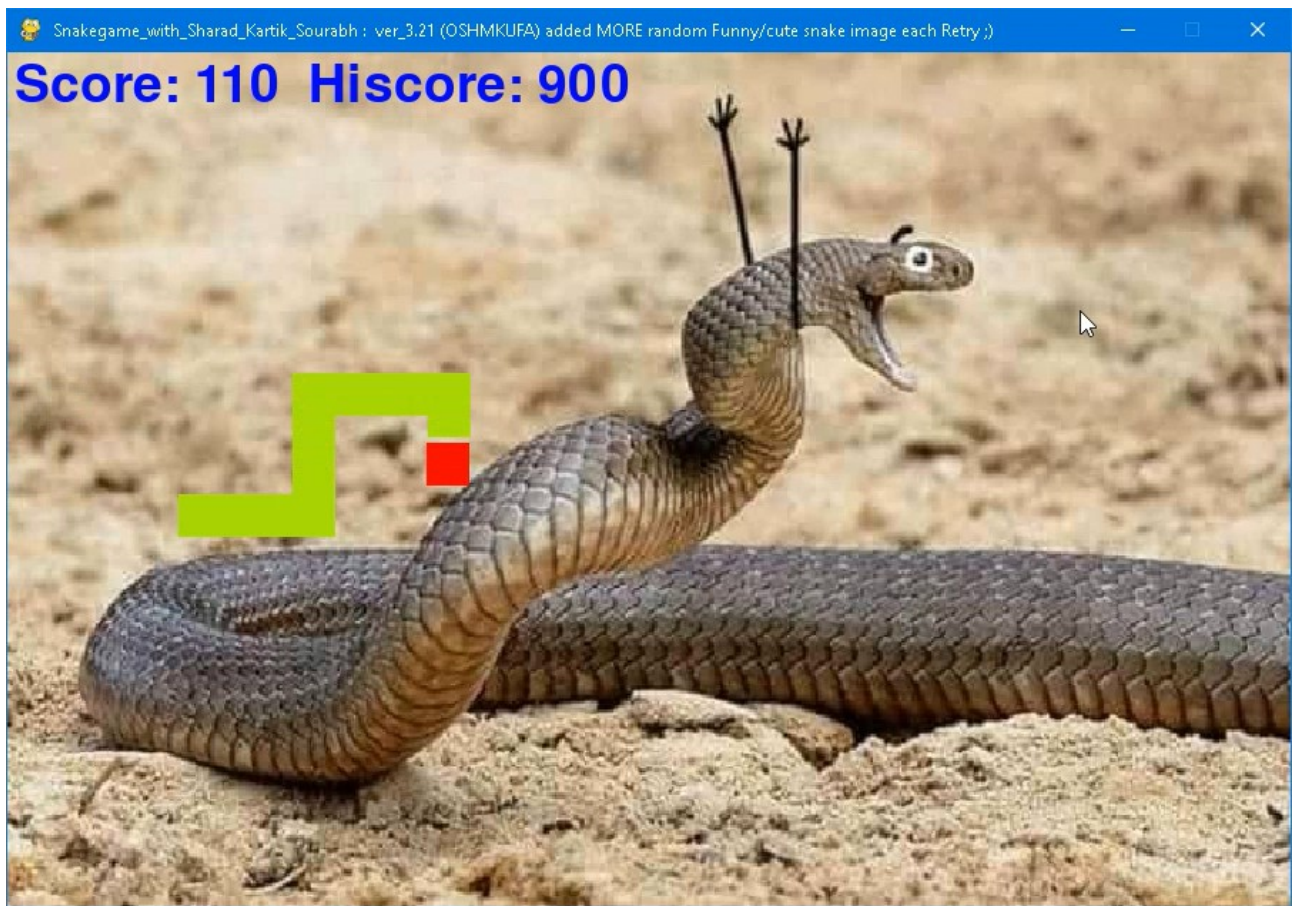 Snakegame_with_Sharad_Kartik_Sourabh : ver_3.21 (OSHMKUFA) added MORE random Funny/cute snake image each Retry ;)
Score: 110 Hiscore: 900